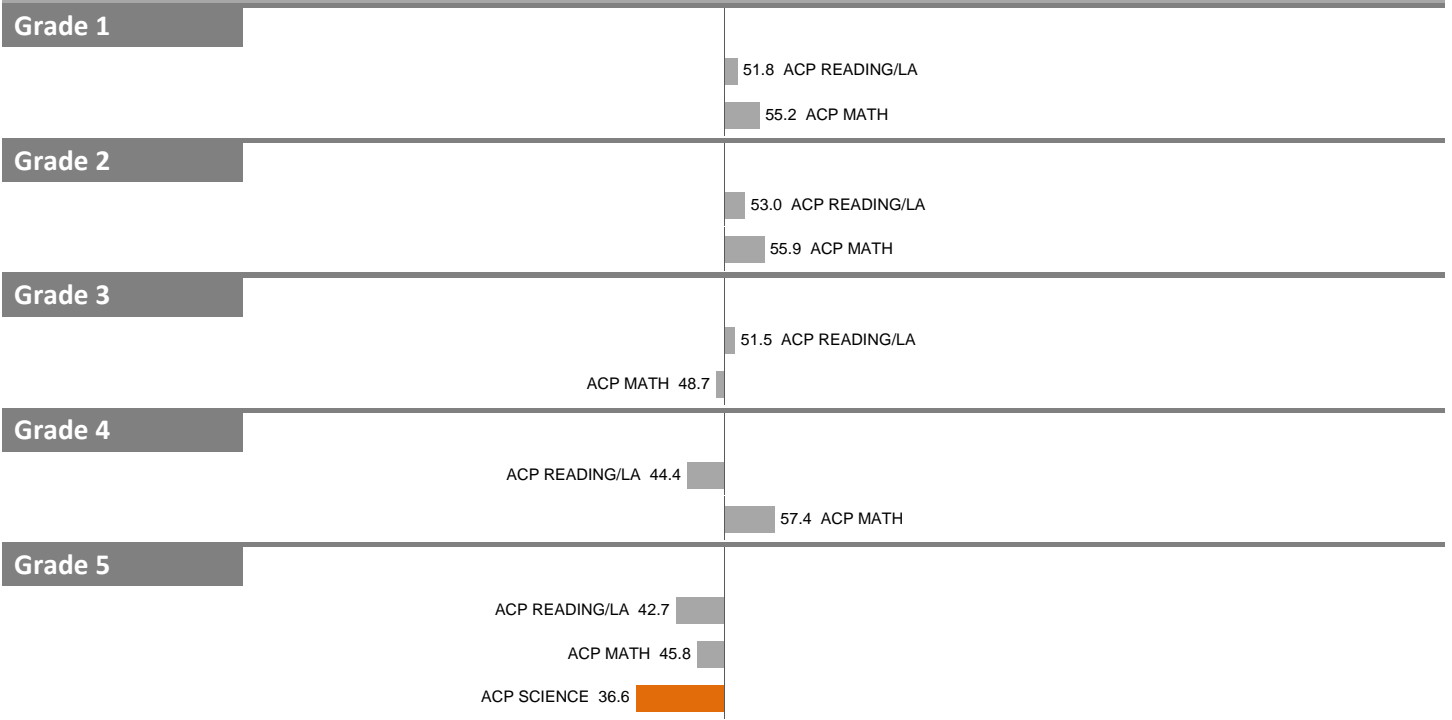 Grade 1
51.8 ACP READING/LA
55.2 ACP MATH
Grade 2
53.0 ACP READING/LA
55.9 ACP MATH
Grade 3
51.5 ACP READING/LA
ACP MATH 48.7
Grade 4
ACP READING/LA 44.4
57.4 ACP MATH
Grade 5
ACP READING/LA 42.7
ACP MATH 45.8
ACP SCIENCE 36.6